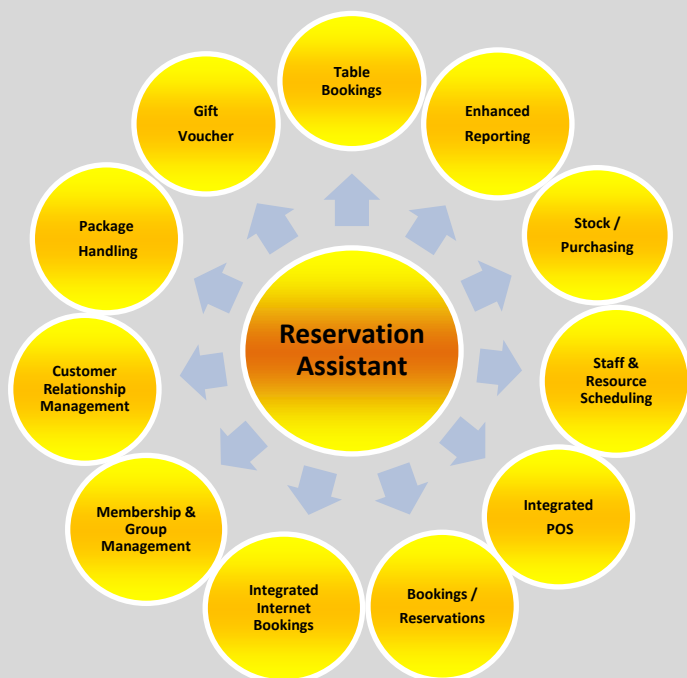 Table
Bookings
Enhanced
Reporting
Stock /
Purchasing
Staff &
Resource
Scheduling
Integrated
POS
Bookings /
Reservations
Integrated
Internet
Bookings
Membership &
Group
Management
Customer
Relationship
Management
Package
Handling
Gift
Voucher
Reservation
Assistant